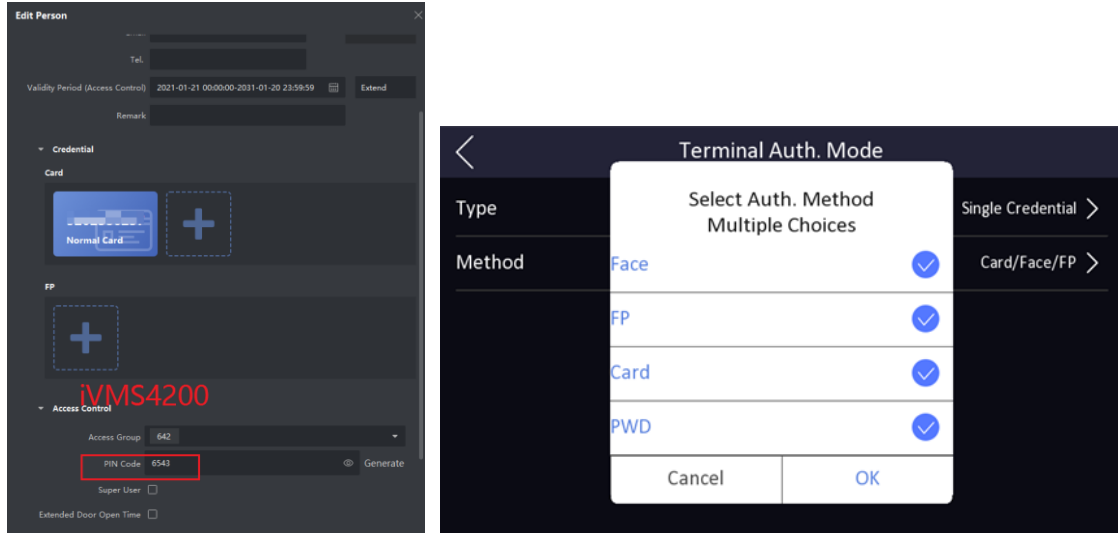 Edit Person
Tel.
Validity Period (Access Control) 2021-01-21 00:00:00-2031-01-20 23:59:59 Extend
Remark
Credential
Card
Normal Card
FP
iVMS4200
Access Control
Access Group 642
PIN Code 6543 Generate
Super User
Extended Door Open Time
Terminal Auth. Mode
Type Single Credential
Method Card/Face/FP
Select Auth. Method
Multiple Choices
Face
FP
Card
PWD
Cancel OK